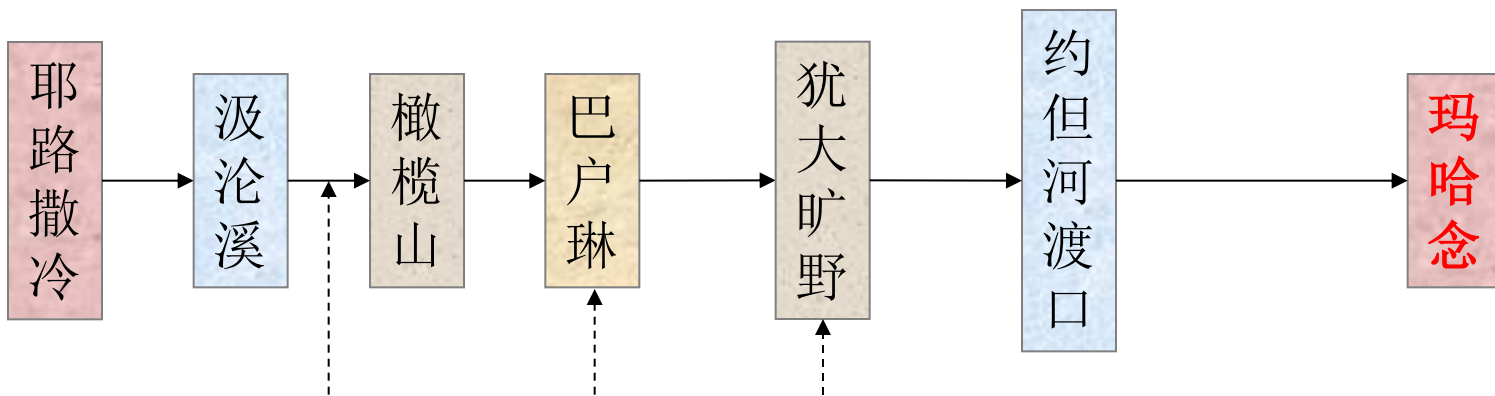 耶路撒冷
汲沦溪
橄榄山
巴户琳
犹大旷野
约但河渡口
玛哈念